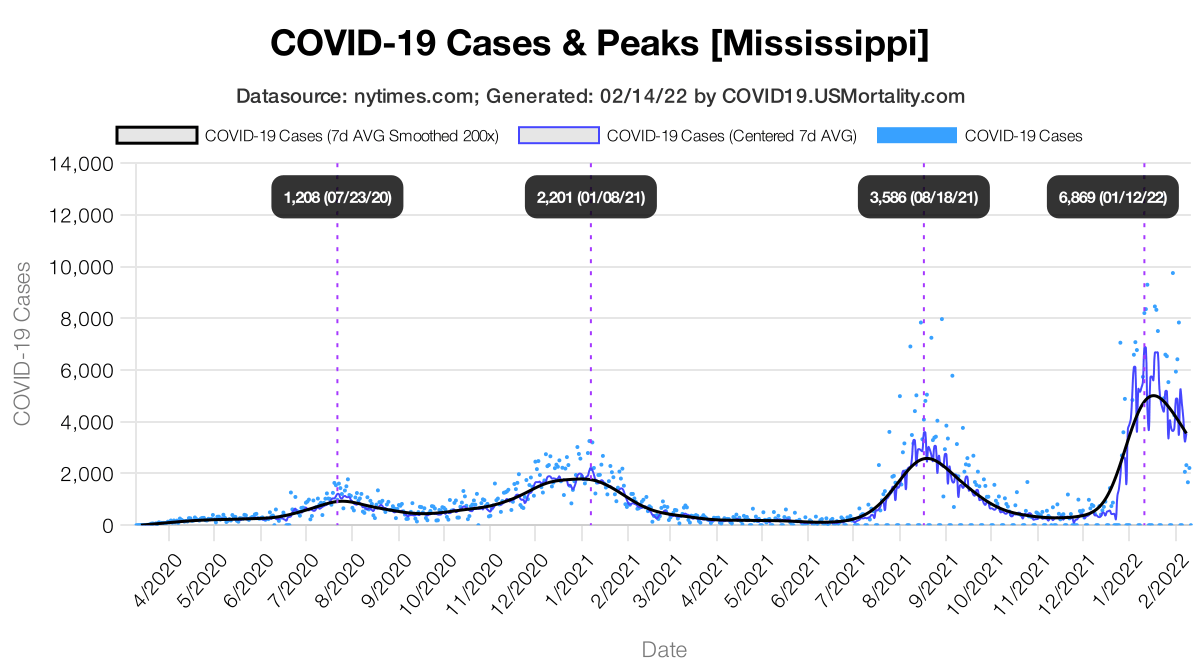 COVID-19 Cases & Peaks [Mississippi]
Datasource: nytimes.com; Generated: 02/14/22 by COVID19.USMortality.com
COVID-19 Cases (7d AVG Smoothed 200x) COVID-19 Cases (Centered 7d AVG) COVID-19 Cases
14,000
1,208 (07/23/20) 2,201 (01/08/21) 3,586 (08/18/21) 6,869 (01/12/22)
12,000
10,000
8,000
6,000
4,000
2,000
0
COVID-19 Cases
4/2020 5/2020 6/2020 7/2020 8/2020 9/2020 10/2020 11/2020 12/2020 1/2021 2/2021 3/2021 4/2021 5/2021 6/2021 7/2021 8/2021 9/2021 10/2021 11/2021 12/2021 1/2022 2/2022
Date